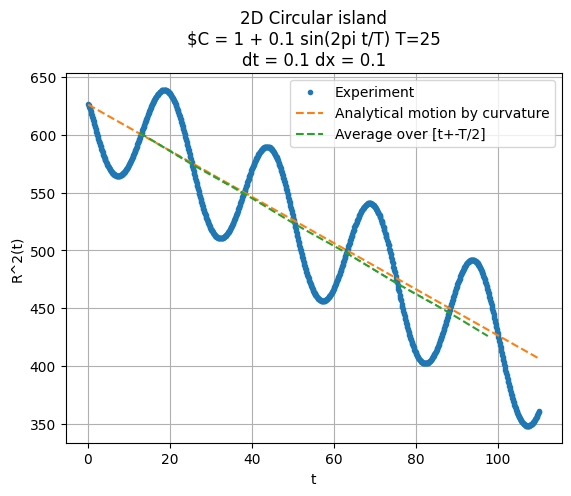 2D Circular island
$C = 1 + 0.1 sin(2pi t/T) T=25
dt = 0.1 dx = 0.1
650
600
550
500
450
400
350
R^2(t)
Experiment
Analytical motion by curvature
Average over [t+-T/2]
0
20
40
60
80
100
t